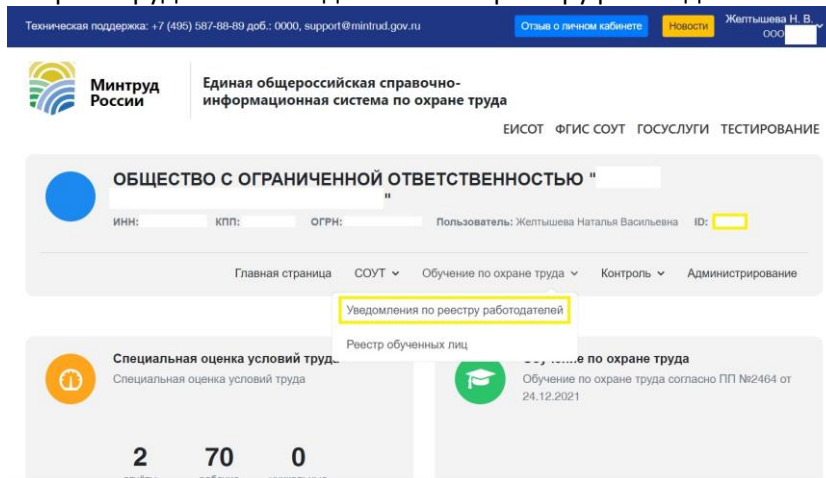 Техническая поддержка: +7 (495) 587-88-89 доб.: 0000, support@mintrud.gov.ru
Отзыв о личном кабинете
Новости
Желтышева Н. В.
ООО
Минтруд России
Единая общероссийская справочно-
информационная система по охране труда
ЕИСОТ ФГИС СОУТ ГОСУСЛУГИ ТЕСТИРОВАНИЕ
ОБЩЕСТВО С ОГРАНИЧЕННОЙ ОТВЕТСТВЕННОСТЬЮ "
"
ИНН: КПП: ОГРН: Пользователь: Желтышева Наталья Васильевна ID:
Главная страница СОУТ Обучение по охране труда Контроль Администрирование
Уведомления по реестру работодателей
Реестр обученных лиц
Специальная оценка условий труда
Специальная оценка условий труда
2 70 0
по охране труда
Обучение по охране труда согласно ПП №2464 от
24.12.2021